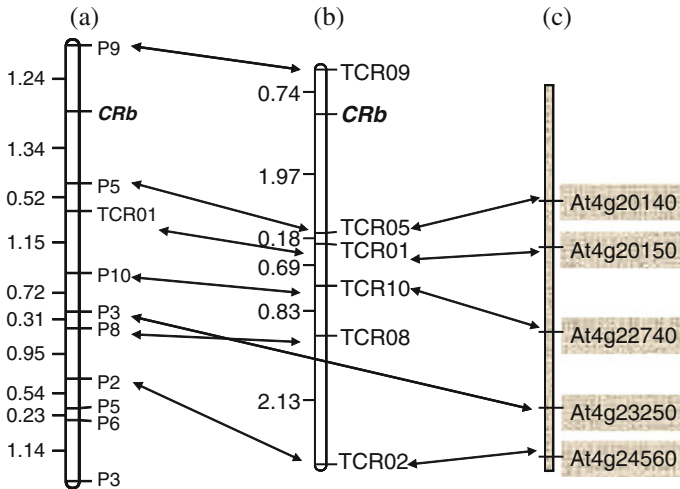 (a) (b) (c)
P9
1.24
CRb
1.34
P5
0.52
TCR01
1.15
P10
0.72
P3
0.31
P8
0.95
P2
0.54
P5
0.23
P6
1.14
P3
TCR09
0.74
CRb
1.97
TCR05
0.18
TCR01
0.69
TCR10
0.83
TCR08
2.13
TCR02
At4g20140
At4g20150
At4g22740
At4g23250
At4g24560